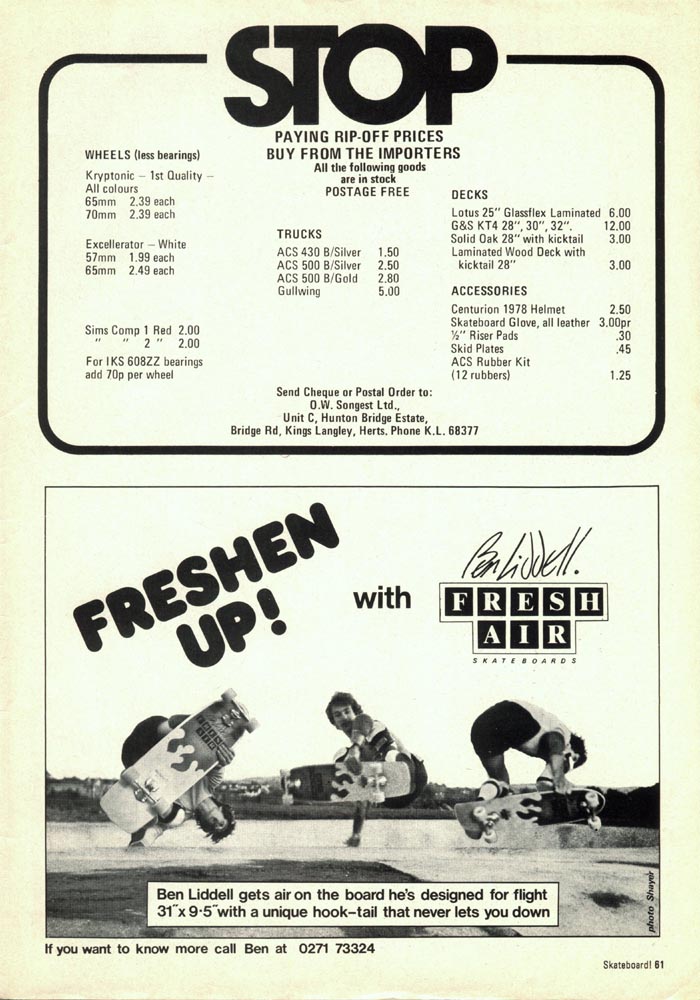 STOP
PAYING RIP-OFF PRICES
BUY FROM THE IMPORTERS
All the following goods
are in stock
POSTAGE FREE
WHEELS (less bearings)
Kryptonic – 1st Quality –
All colours
65mm 2.39 each
70mm 2.39 each
Excellerator – White
57mm 1.99 each
65mm 2.49 each
Sims Comp 1 Red 2.00
" " 2 " 2.00
For IKS 608ZZ bearings
add 70p per wheel
TRUCKS
ACS 430 B/Silver 1.50
ACS 500 B/Silver 2.50
ACS 500 B/Gold 2.80
Gullwing 5.00
DECKS
Lotus 25" Glassflex Laminated 6.00
G&S KT4 28", 30", 32". 12.00
Solid Oak 28" with kicktail 3.00
Laminated Wood Deck with
kicktail 28" 3.00
ACCESSORIES
Centurion 1978 Helmet 2.50
Skateboard Glove, all leather 3.00pr
½" Riser Pads .30
Skid Plates .45
ACS Rubber Kit
(12 rubbers) 1.25
Send Cheque or Postal Order to:
O.W. Songest Ltd.,
Unit C, Hunton Bridge Estate,
Bridge Rd, Kings Langley, Herts. Phone K.L. 68377
FRESHEN
UP!
with
Ben Liddell.
FRESH
AIR
SKATEBOARDS
Ben Liddell gets air on the board he's designed for flight
31"x 9·5" with a unique hook-tail that never lets you down
photo Shayer
If you want to know more call Ben at 0271 73324
Skateboard! 61